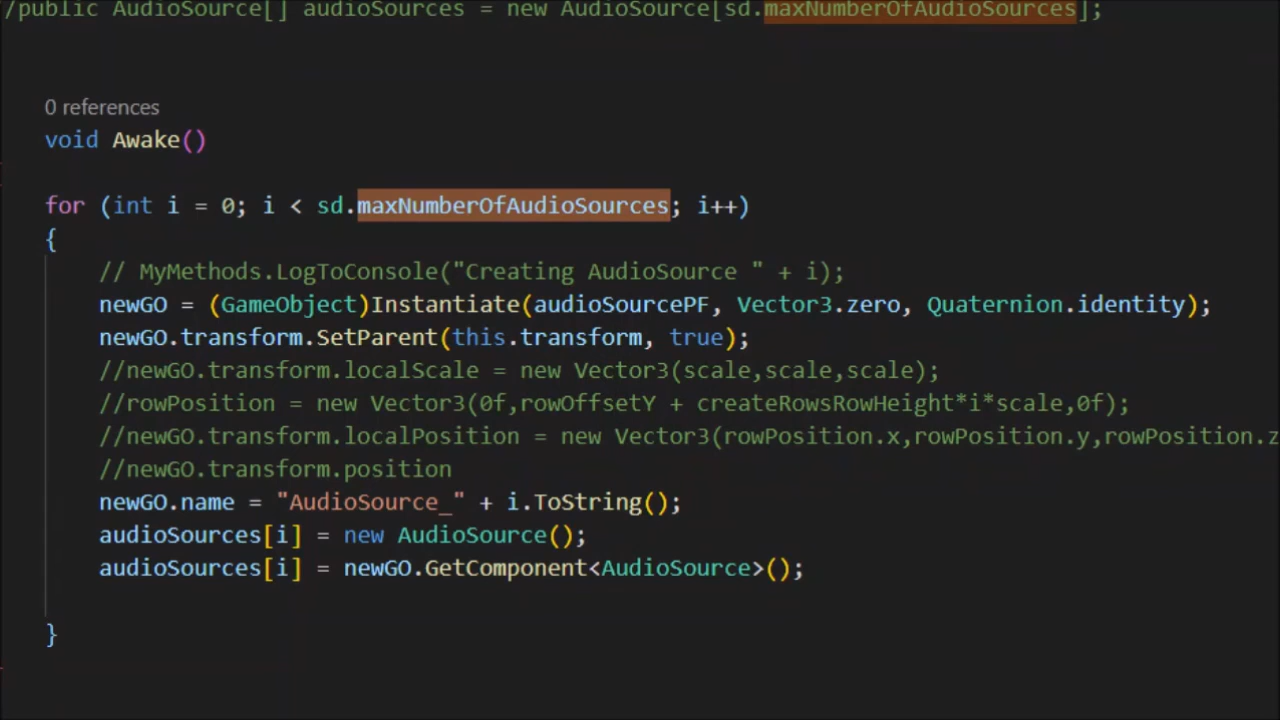 /public AudioSource[] audioSources = new AudioSource[sd.maxNumberOfAudioSources];
0 references
void Awake()
for (int i = 0; i < sd.maxNumberOfAudioSources; i++)
{
// MyMethods.LogToConsole("Creating AudioSource " + i);
newGO = (GameObject)Instantiate(audioSourcePF, Vector3.zero, Quaternion.identity);
newGO.transform.SetParent(this.transform, true);
//newGO.transform.localScale = new Vector3(scale,scale,scale);
//rowPosition = new Vector3(0f,rowOffsetY + createRowsRowHeight*i*scale,0f);
//newGO.transform.localPosition = new Vector3(rowPosition.x,rowPosition.y,rowPosition.z
//newGO.transform.position
newGO.name = "AudioSource_" + i.ToString();
audioSources[i] = new AudioSource();
audioSources[i] = newGO.GetComponent<AudioSource>();
}